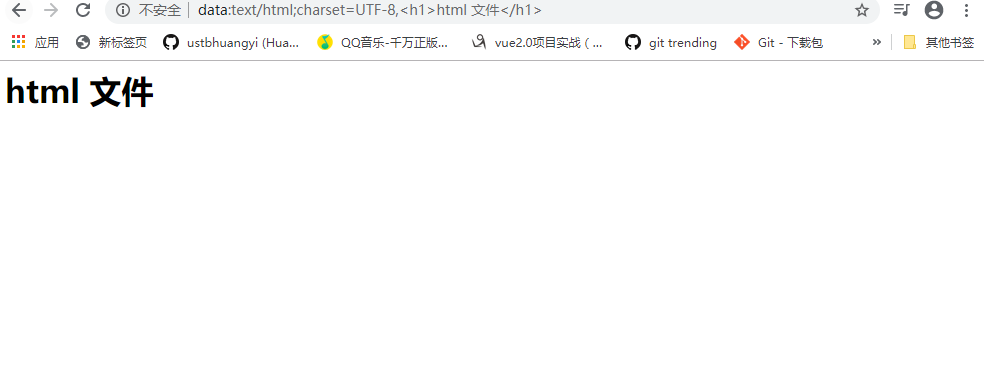 不安全 data:text/html;charset=UTF-8,<h1>html 文件</h1>
应用 新标签页 ustbhuangyi (Hua... QQ音乐-千万正版... vue2.0项目实战 (... git trending Git - 下载包 » 其他书签
html 文件